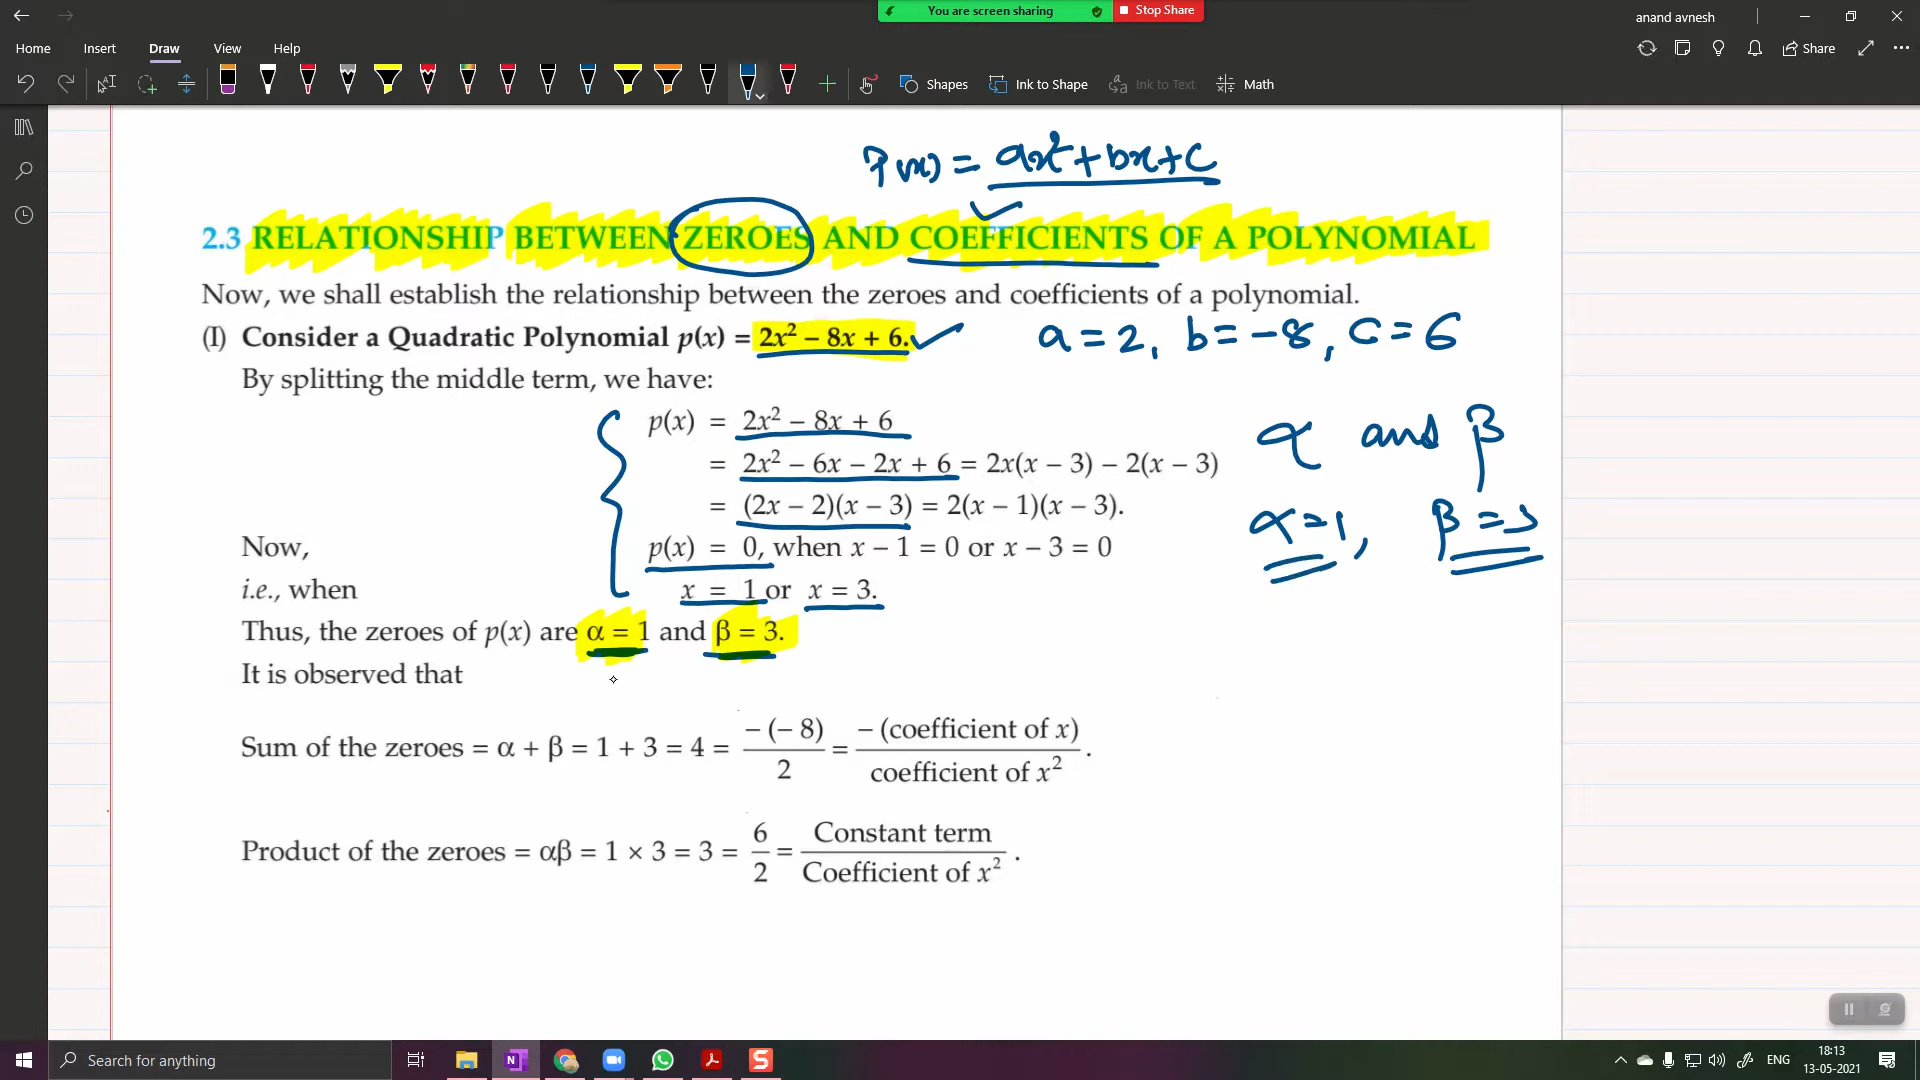 You are screen sharing
Stop Share
anand avnesh
Home Insert Draw View Help
Share
Shapes Ink to Shape Ink to Text Math
P(x) = ax²+bx+c
2.3 RELATIONSHIP BETWEEN ZEROES AND COEFFICIENTS OF A POLYNOMIAL
Now, we shall establish the relationship between the zeroes and coefficients of a polynomial.
(I) Consider a Quadratic Polynomial p(x) = 2x² – 8x + 6. a=2, b=-8, c=6
By splitting the middle term, we have:
p(x) = 2x² – 8x + 6
α and β
= 2x² – 6x – 2x + 6 = 2x(x – 3) – 2(x – 3)
= (2x – 2)(x – 3) = 2(x – 1)(x – 3).
α=1, β=3
Now, p(x) = 0, when x – 1 = 0 or x – 3 = 0
i.e., when x = 1 or x = 3.
Thus, the zeroes of p(x) are α = 1 and β = 3.
It is observed that
Sum of the zeroes = α + β = 1 + 3 = 4 = – (– 8) / 2 = – (coefficient of x) / coefficient of x² .
Product of the zeroes = αβ = 1 × 3 = 3 = 6 / 2 = Constant term / Coefficient of x² .
Search for anything
ENG
18:13
13-05-2021